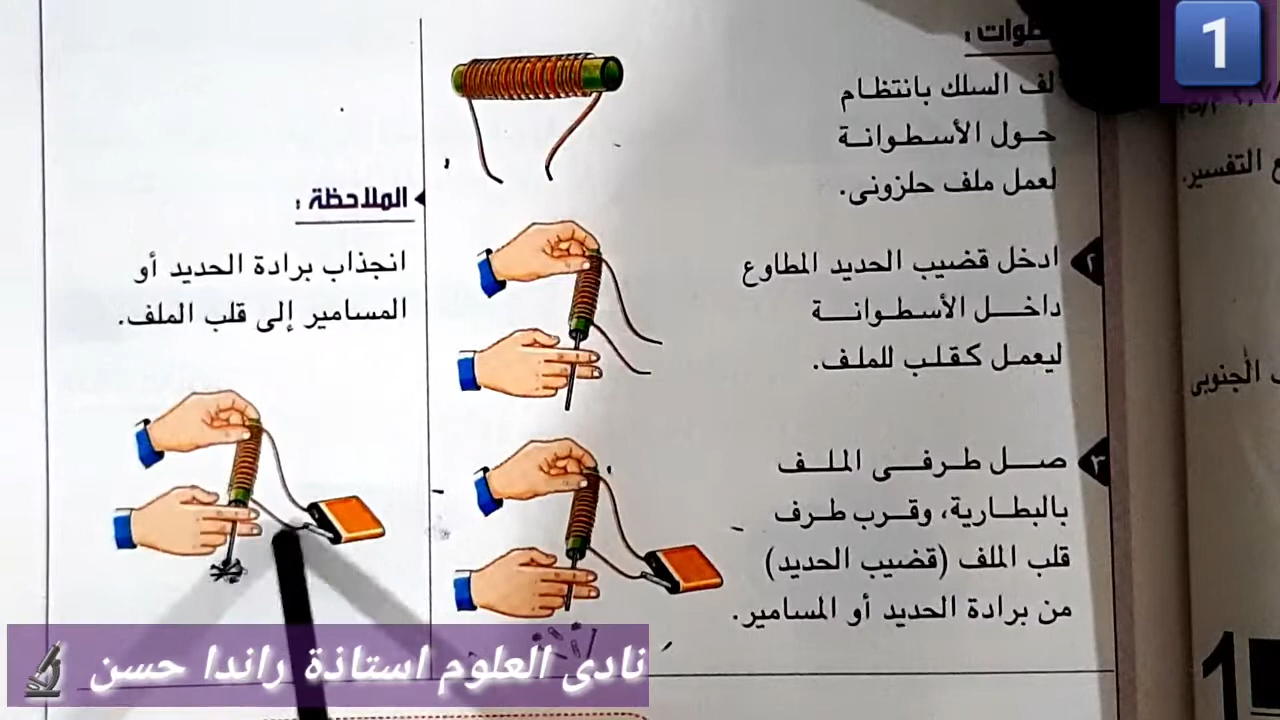 1
لف السلك بانتظام
حول الأسطوانة
لعمل ملف حلزونى.
٢
ادخل قضيب الحديد المطاوع
داخل الأسطوانة
ليعمل كقلب للملف.
٣
صل طرفى الملف
بالبطارية، وقرب طرف
قلب الملف (قضيب الحديد)
من برادة الحديد أو المسامير.
الملاحظة :
انجذاب برادة الحديد أو
المسامير إلى قلب الملف.
التفسير.
الجنوبى
نادى العلوم استاذة راندا حسن